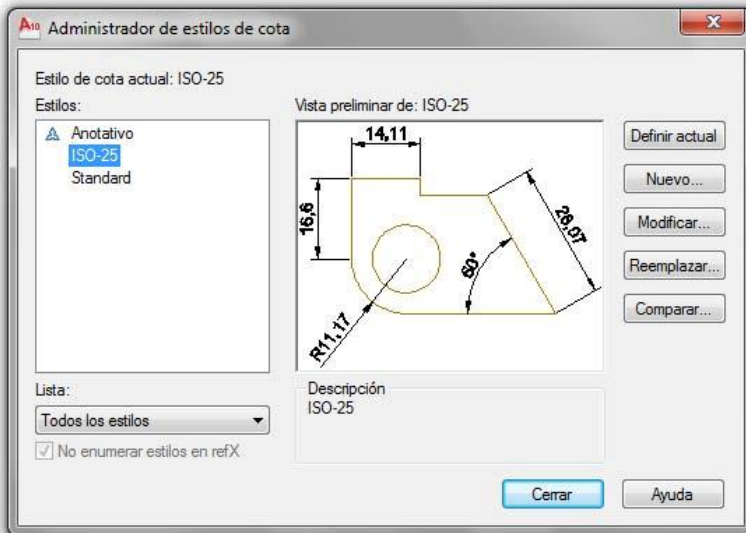 A10 Administrador de estilos de cota
Estilo de cota actual: ISO-25
Estilos:
Anotativo
ISO-25
Standard
Vista preliminar de: ISO-25
14,11
16,6
28,07
60°
R11,17
Definir actual
Nuevo...
Modificar...
Reemplazar...
Comparar...
Lista:
Todos los estilos
No enumerar estilos en refX
Descripción
ISO-25
Cerrar
Ayuda